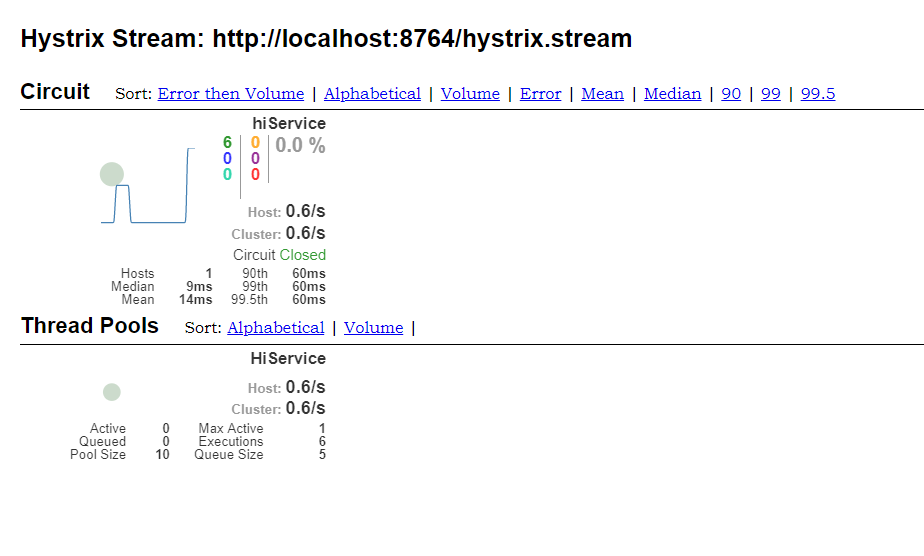 Hystrix Stream: http://localhost:8764/hystrix.stream
Circuit Sort: Error then Volume | Alphabetical | Volume | Error | Mean | Median | 90 | 99 | 99.5
hiService
6 0 0.0 %
0 0
0 0
Host: 0.6/s
Cluster: 0.6/s
Circuit Closed
Hosts 1 90th 60ms
Median 9ms 99th 60ms
Mean 14ms 99.5th 60ms
Thread Pools Sort: Alphabetical | Volume |
HiService
Host: 0.6/s
Cluster: 0.6/s
Active 0 Max Active 1
Queued 0 Executions 6
Pool Size 10 Queue Size 5